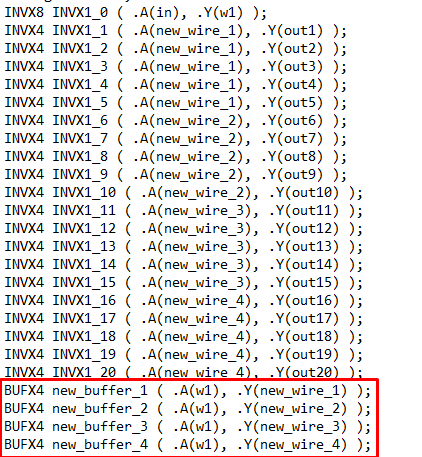 INVX8 INVX1_0 ( .A(in), .Y(w1) );
INVX4 INVX1_1 ( .A(new_wire_1), .Y(out1) );
INVX4 INVX1_2 ( .A(new_wire_1), .Y(out2) );
INVX4 INVX1_3 ( .A(new_wire_1), .Y(out3) );
INVX4 INVX1_4 ( .A(new_wire_1), .Y(out4) );
INVX4 INVX1_5 ( .A(new_wire_1), .Y(out5) );
INVX4 INVX1_6 ( .A(new_wire_2), .Y(out6) );
INVX4 INVX1_7 ( .A(new_wire_2), .Y(out7) );
INVX4 INVX1_8 ( .A(new_wire_2), .Y(out8) );
INVX4 INVX1_9 ( .A(new_wire_2), .Y(out9) );
INVX4 INVX1_10 ( .A(new_wire_2), .Y(out10) );
INVX4 INVX1_11 ( .A(new_wire_3), .Y(out11) );
INVX4 INVX1_12 ( .A(new_wire_3), .Y(out12) );
INVX4 INVX1_13 ( .A(new_wire_3), .Y(out13) );
INVX4 INVX1_14 ( .A(new_wire_3), .Y(out14) );
INVX4 INVX1_15 ( .A(new_wire_3), .Y(out15) );
INVX4 INVX1_16 ( .A(new_wire_4), .Y(out16) );
INVX4 INVX1_17 ( .A(new_wire_4), .Y(out17) );
INVX4 INVX1_18 ( .A(new_wire_4), .Y(out18) );
INVX4 INVX1_19 ( .A(new_wire_4), .Y(out19) );
INVX4 INVX1_20 ( .A(new_wire_4), .Y(out20) );
BUFX4 new_buffer_1 ( .A(w1), .Y(new_wire_1) );
BUFX4 new_buffer_2 ( .A(w1), .Y(new_wire_2) );
BUFX4 new_buffer_3 ( .A(w1), .Y(new_wire_3) );
BUFX4 new_buffer_4 ( .A(w1), .Y(new_wire_4) );